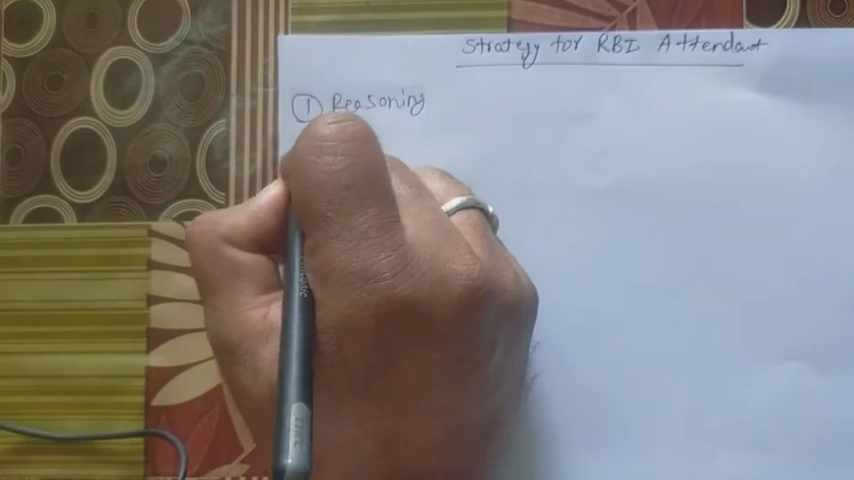 Strategy for RBI Attendant
① Reasoning